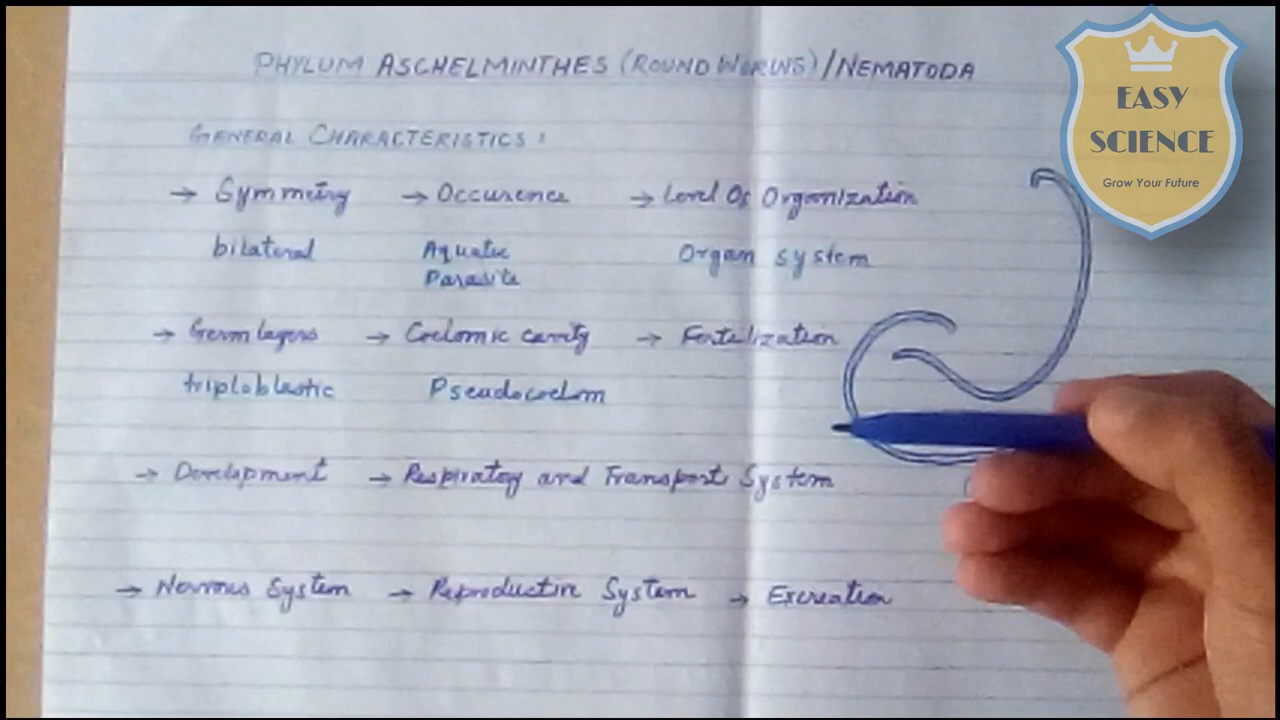 PHYLUM ASCHELMINTHES (ROUND WORMS)/NEMATODA
EASY
SCIENCE
Grow Your Future
GENERAL CHARACTERISTICS :
→ Symmetry → Occurence → Level Of Organization
bilateral Aquatic Organ system
Parasite
→ Germ layers → Coelomic cavity → Fertilization
triploblastic Pseudocoelom
→ Development → Respiratory and Transport System
→ Nervous System → Reproductive System → Excreation